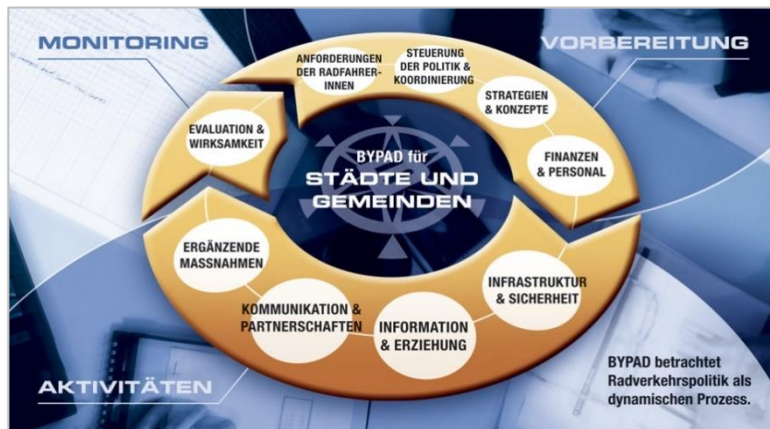 MONITORING
VORBEREITUNG
ANFORDERUNGEN
DER RADFAHRER-
INNEN
STEUERUNG
DER POLITIK &
KOORDINIERUNG
STRATEGIEN
& KONZEPTE
FINANZEN
& PERSONAL
EVALUATION &
WIRKSAMKEIT
BYPAD für
STÄDTE UND
GEMEINDEN
ERGÄNZENDE
MASSNAHMEN
KOMMUNIKATION &
PARTNERSCHAFTEN
INFORMATION
& ERZIEHUNG
INFRASTRUKTUR
& SICHERHEIT
AKTIVITÄTEN
BYPAD betrachtet
Radverkehrspolitik als
dynamischen Prozess.